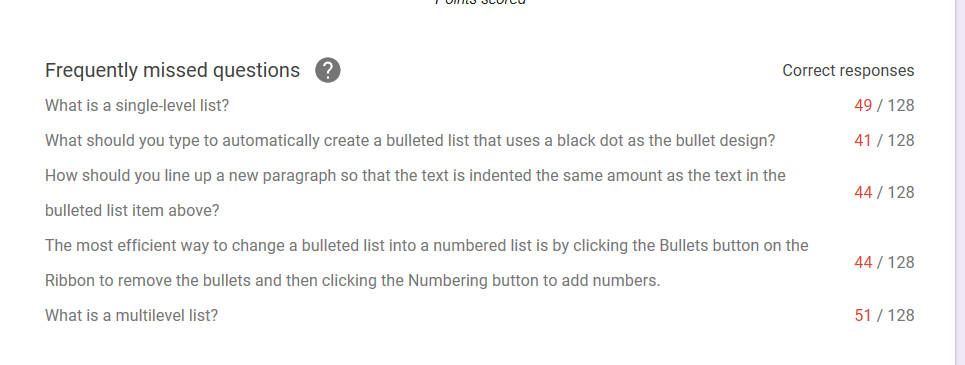 Points scored
Frequently missed questions ?
Correct responses
What is a single-level list? 49 / 128
What should you type to automatically create a bulleted list that uses a black dot as the bullet design? 41 / 128
How should you line up a new paragraph so that the text is indented the same amount as the text in the
bulleted list item above? 44 / 128
The most efficient way to change a bulleted list into a numbered list is by clicking the Bullets button on the
Ribbon to remove the bullets and then clicking the Numbering button to add numbers. 44 / 128
What is a multilevel list? 51 / 128